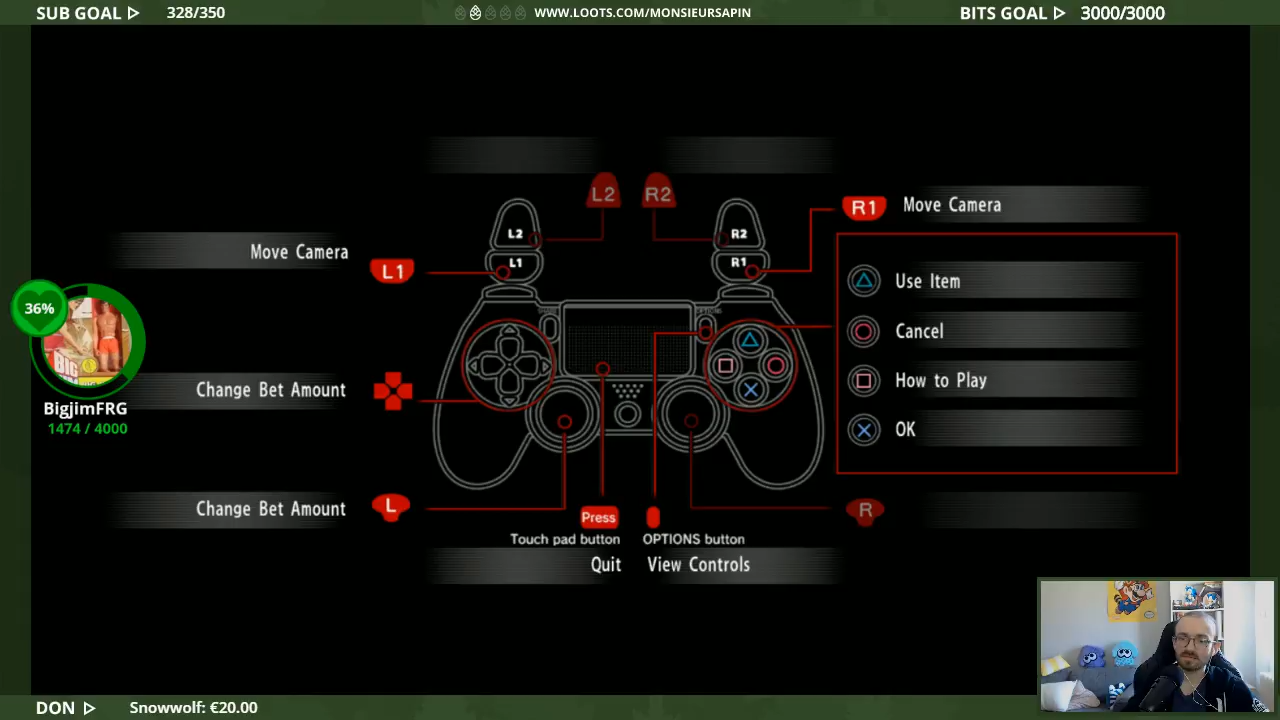 SUB GOAL ▷ 328/350
WWW.LOOTS.COM/MONSIEURSAPIN
BITS GOAL ▷ 3000/3000
L2
R2
L2
R2
R1
Move Camera
Move Camera
L1
L1
R1
Use Item
Cancel
How to Play
OK
36%
BIG
BigjimFRG
1474 / 4000
Change Bet Amount
OPTIONS
Change Bet Amount
L
Press
R
Touch pad button
OPTIONS button
Quit
View Controls
DON ▷ Snowwolf: €20.00